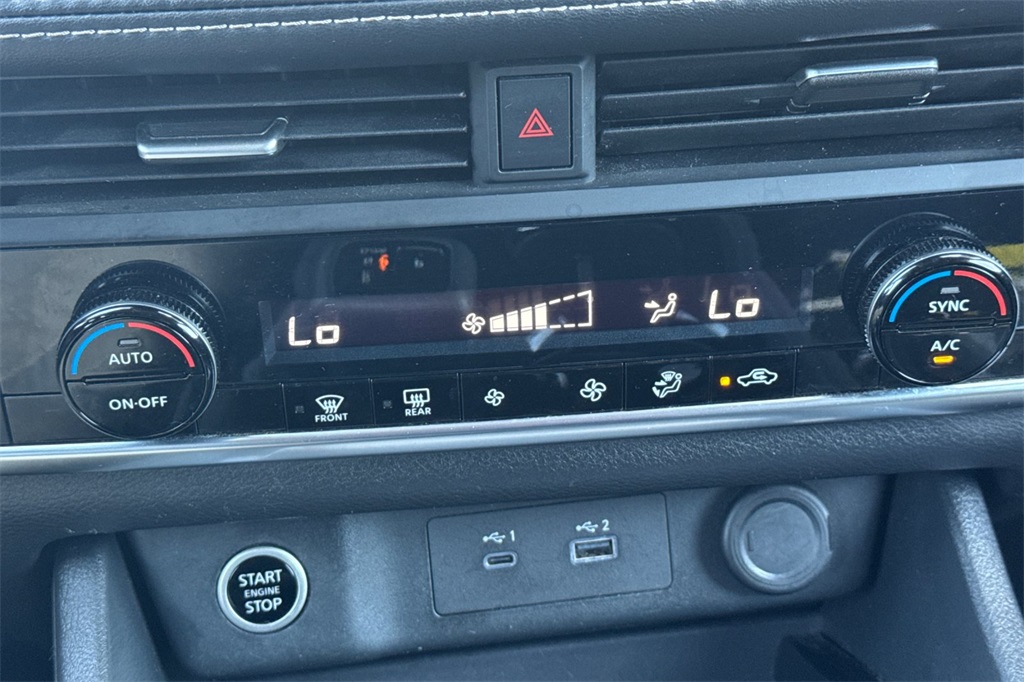 Lo
Lo
AUTO
ON·OFF
SYNC
A/C
FRONT
REAR
1
2
START
ENGINE
STOP